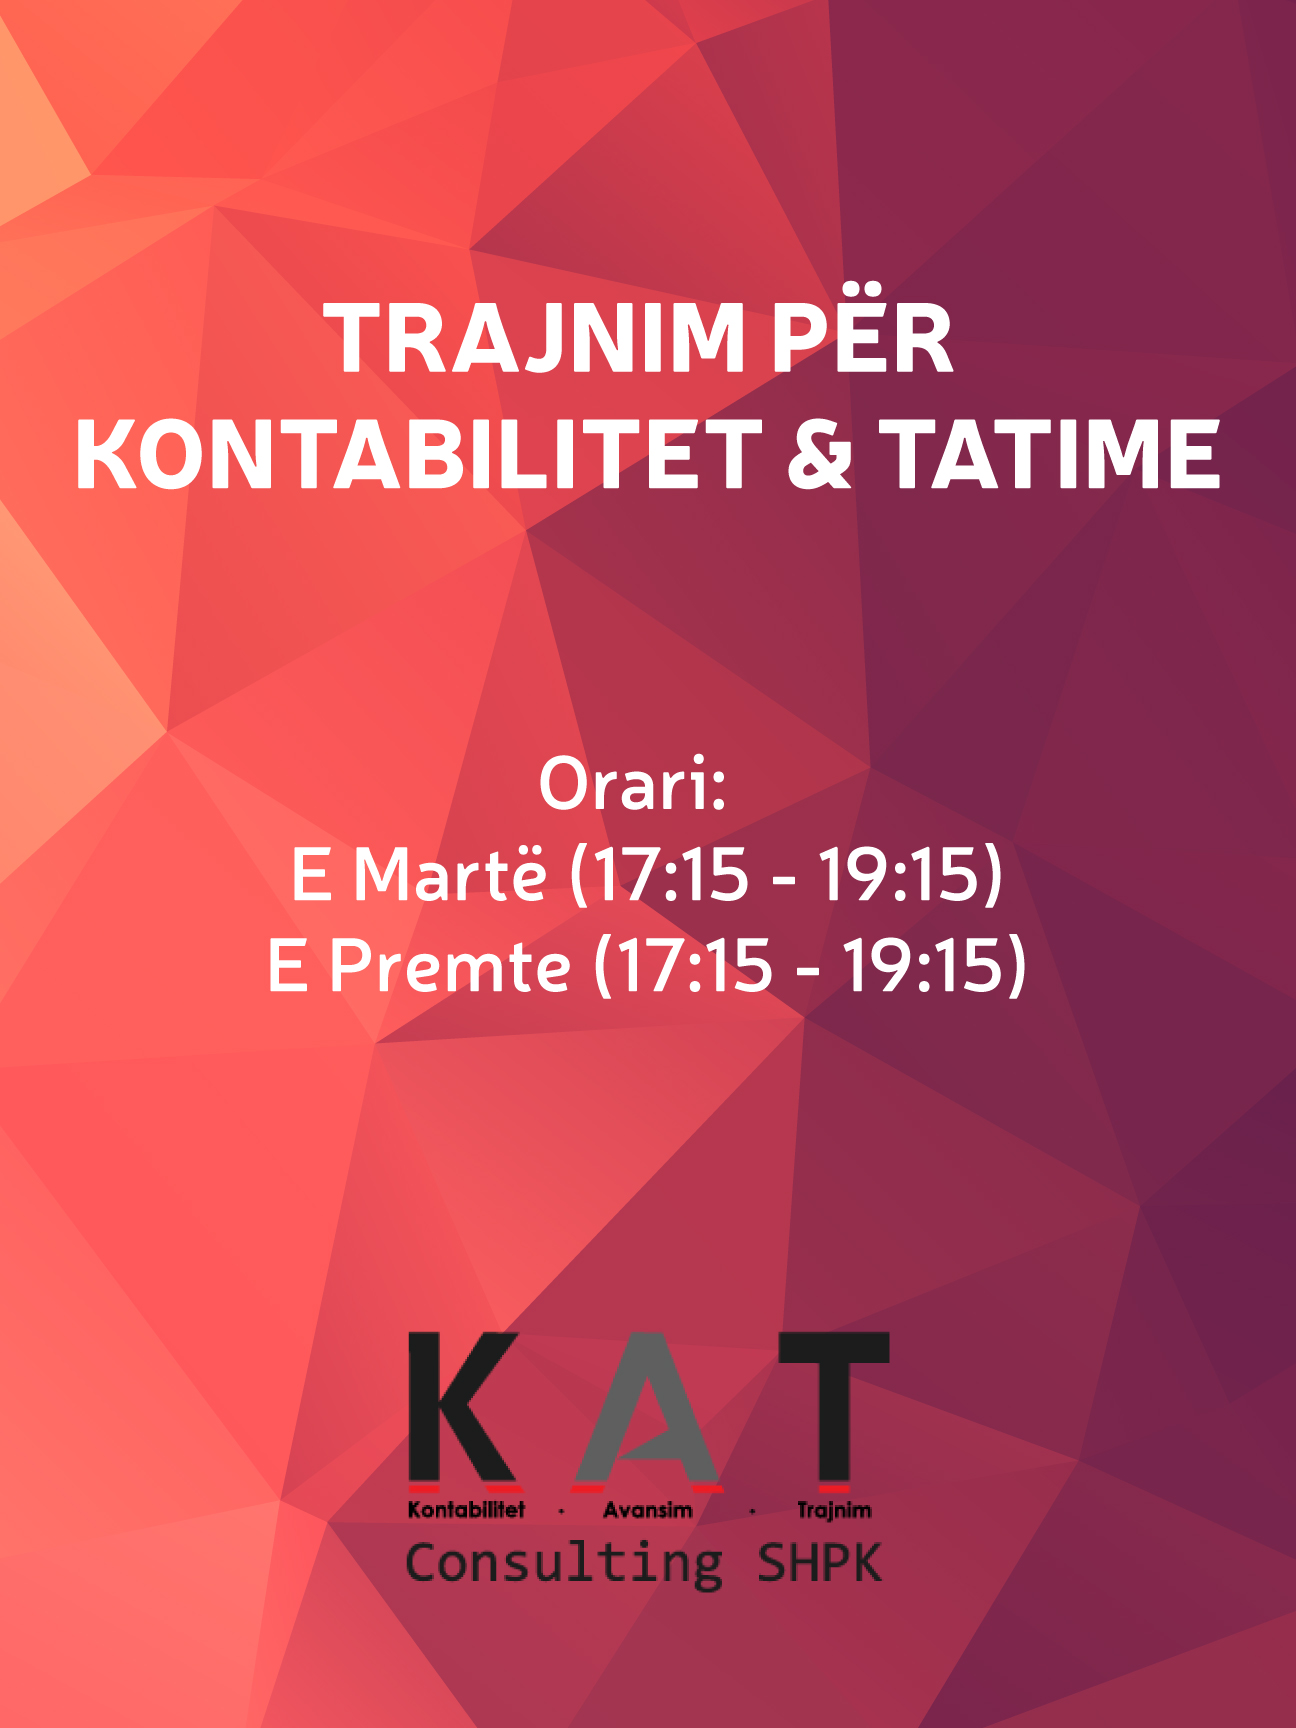 TRAJNIM PËR
KONTABILITET & TATIME
Orari:
E Martë (17:15 - 19:15)
E Premte (17:15 - 19:15)
KAT
Kontabilitet · Avansim · Trajnim
Consulting SHPK